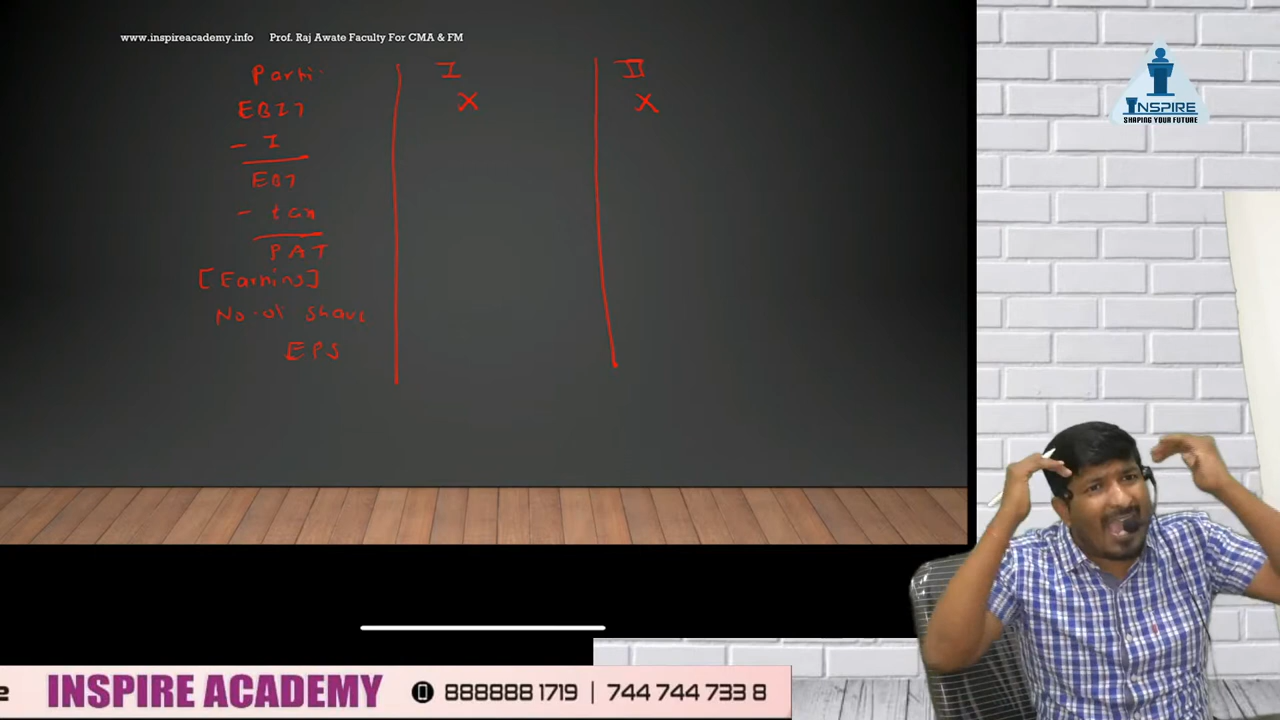 www.inspireacademy.info Prof. Raj Awate Faculty For CMA & FM
Parti. I II
EBIT X X
- I
EBT
- tax
PAT
[Earnins]
No. of share
EPS
INSPIRE
SHAPING YOUR FUTURE
e INSPIRE ACADEMY 888888 1719 | 744 744 733 8